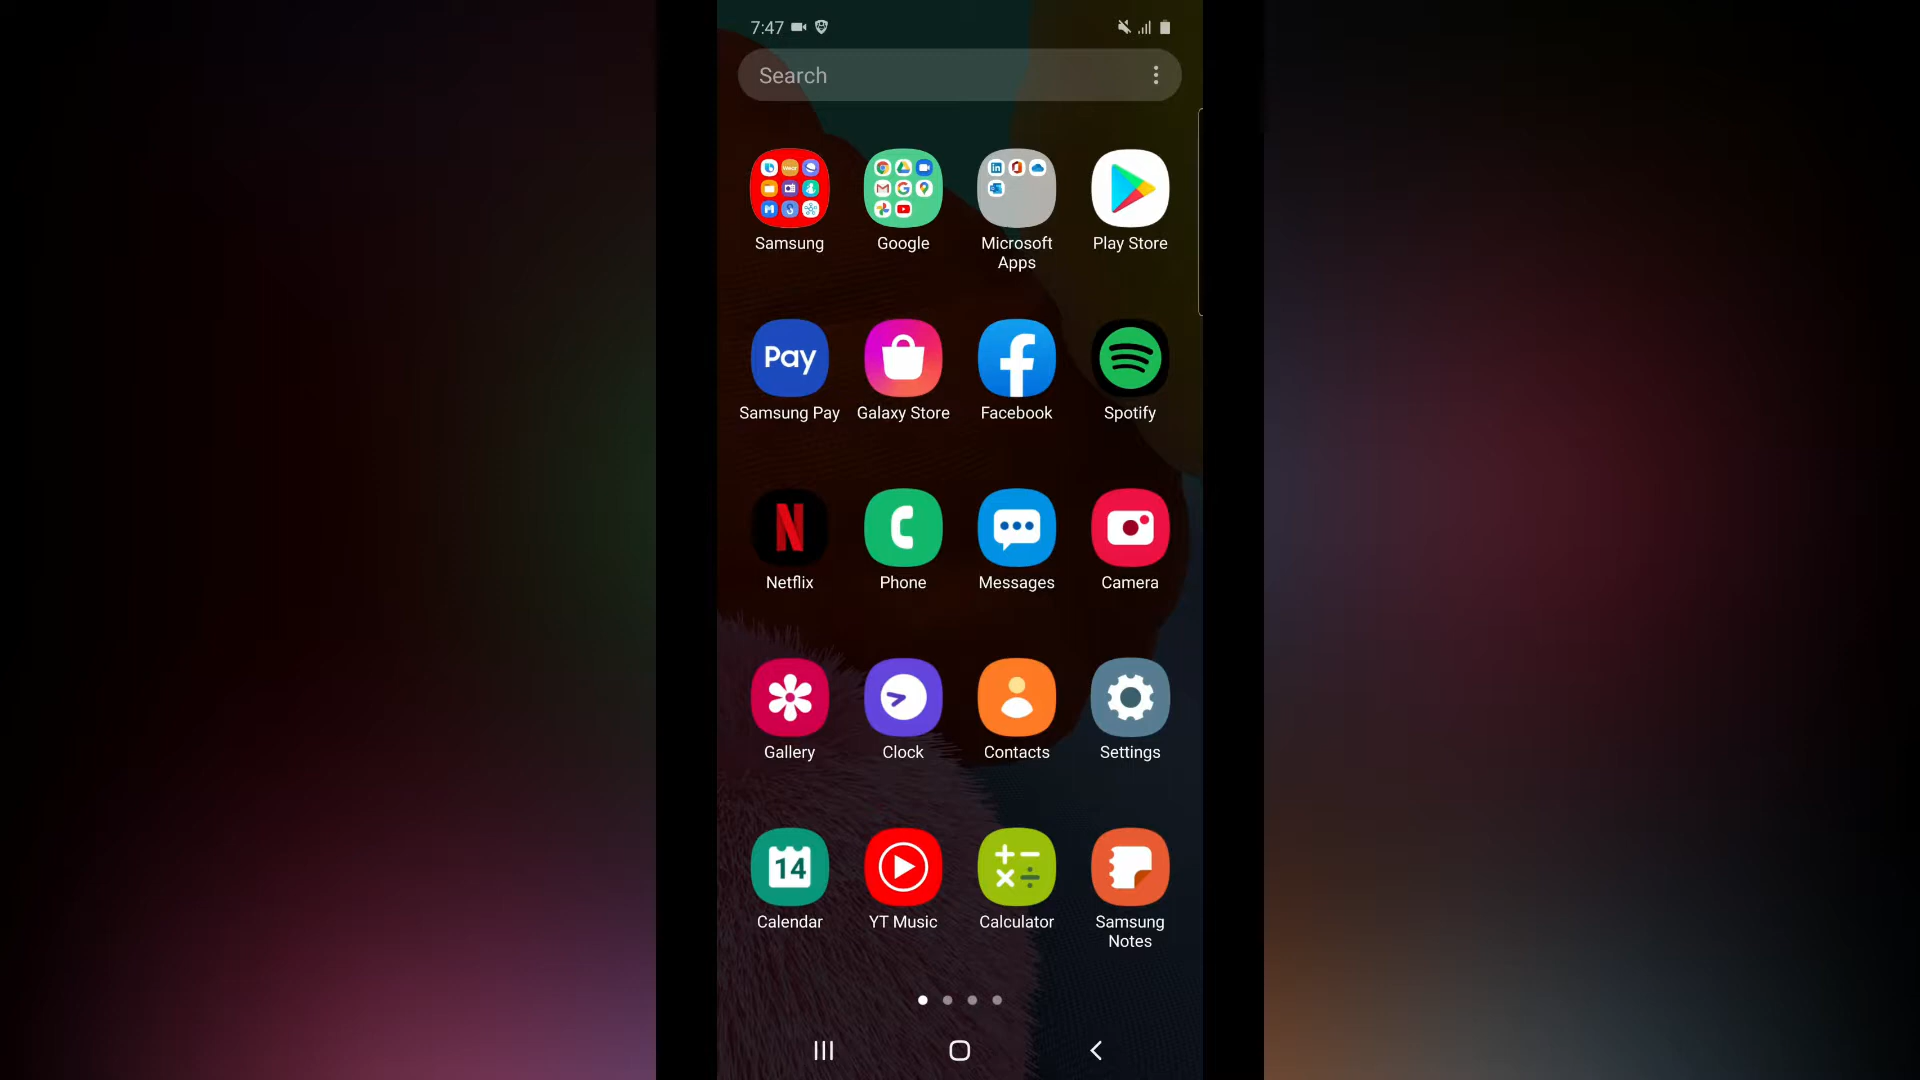 7:47
Search
Samsung
Google
Microsoft
Apps
Play Store
Pay
Samsung Pay
Galaxy Store
Facebook
Spotify
N
Netflix
Phone
Messages
Camera
Gallery
Clock
Contacts
Settings
14
Calendar
YT Music
Calculator
Samsung
Notes